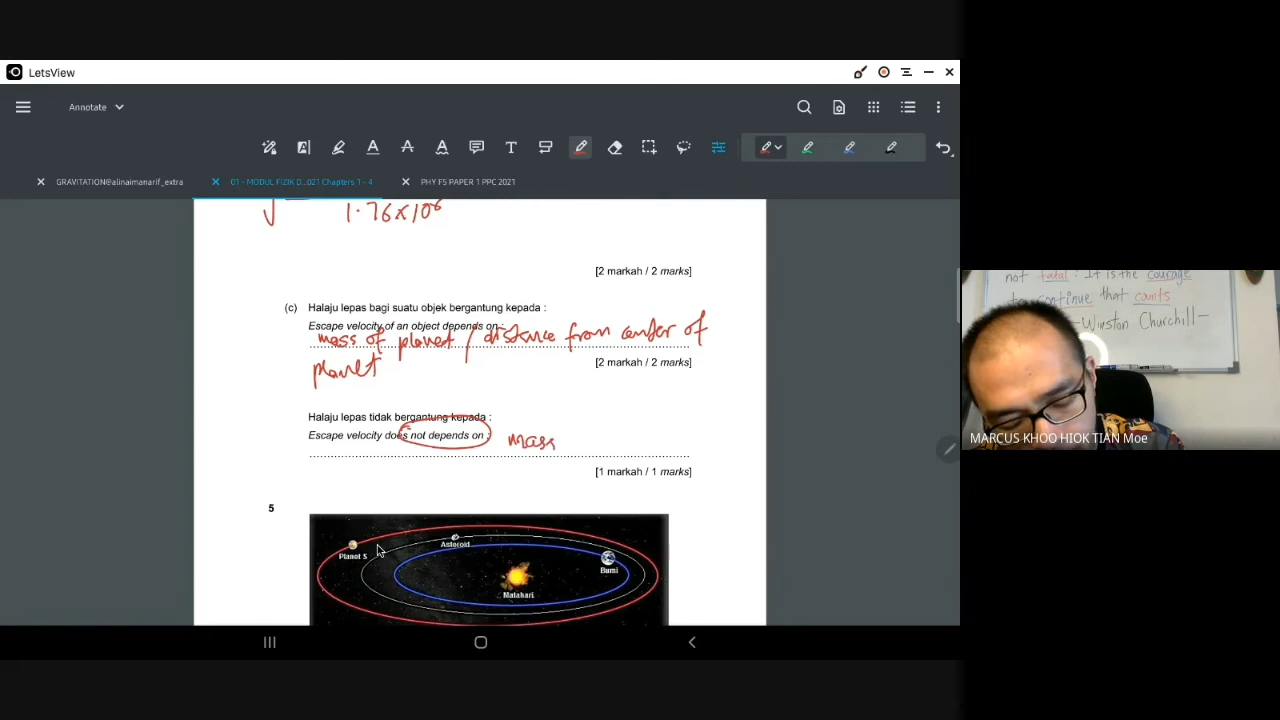 LetsView
Annotate
GRAVITATION@alinaimanarif_extra
01 - MODUL FIZIK D...021 Chapters 1 - 4
PHY F5 PAPER 1 PPC 2021
1.76x10⁶
[2 markah / 2 marks]
(c) Halaju lepas bagi suatu objek bergantung kepada :
Escape velocity of an object depends on :
mass of planet / distance from center of
planet
[2 markah / 2 marks]
Halaju lepas tidak bergantung kepada :
Escape velocity does not depends on :
mass
[1 markah / 1 marks]
5
Planet S
Asteroid
Bumi
Matahari
not fatal : It is the courage
to continue that counts
-Winston Churchill-
MARCUS KHOO HIOK TIAN Moe